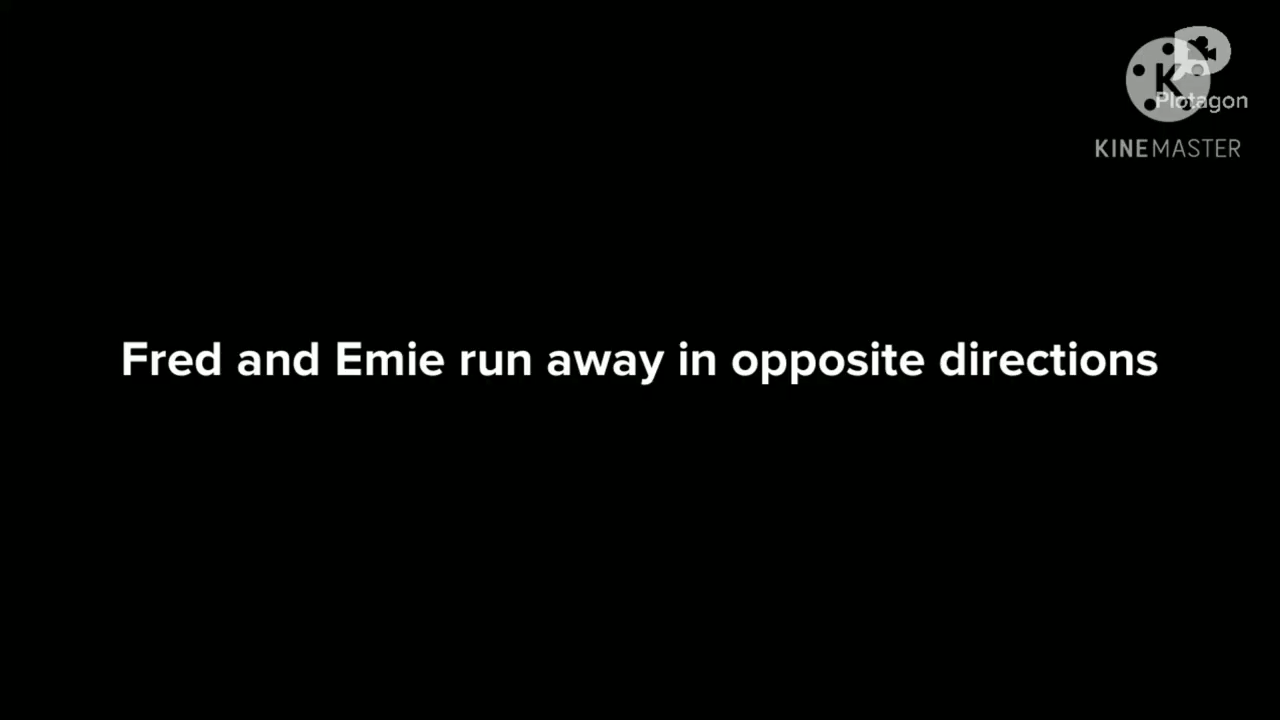 K
Plotagon
KINEMASTER
Fred and Emie run away in opposite directions